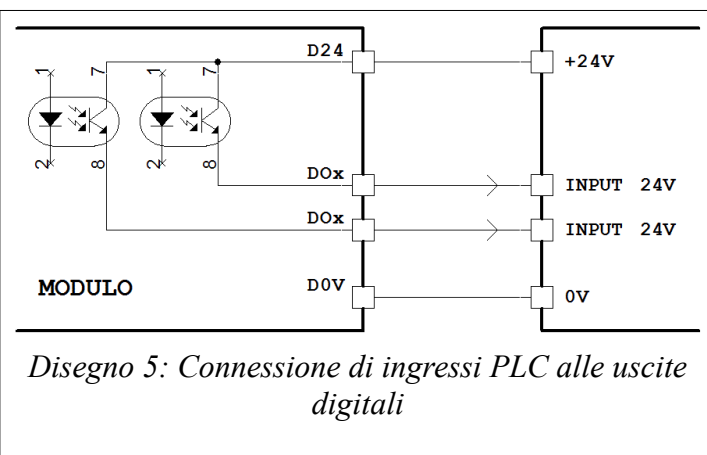 D24
+24V
1
7
1
7
2
8
2
8
DOx
INPUT 24V
DOx
INPUT 24V
MODULO
D0V
0V
Disegno 5: Connessione di ingressi PLC alle uscite
digitali